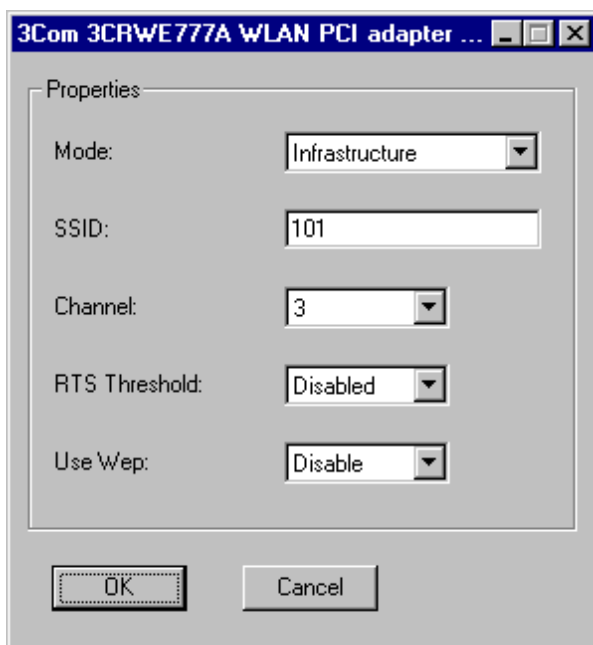 3Com 3CRWE777A WLAN PCI adapter ...
Properties
Mode: Infrastructure
SSID: 101
Channel: 3
RTS Threshold: Disabled
Use Wep: Disable
OK Cancel